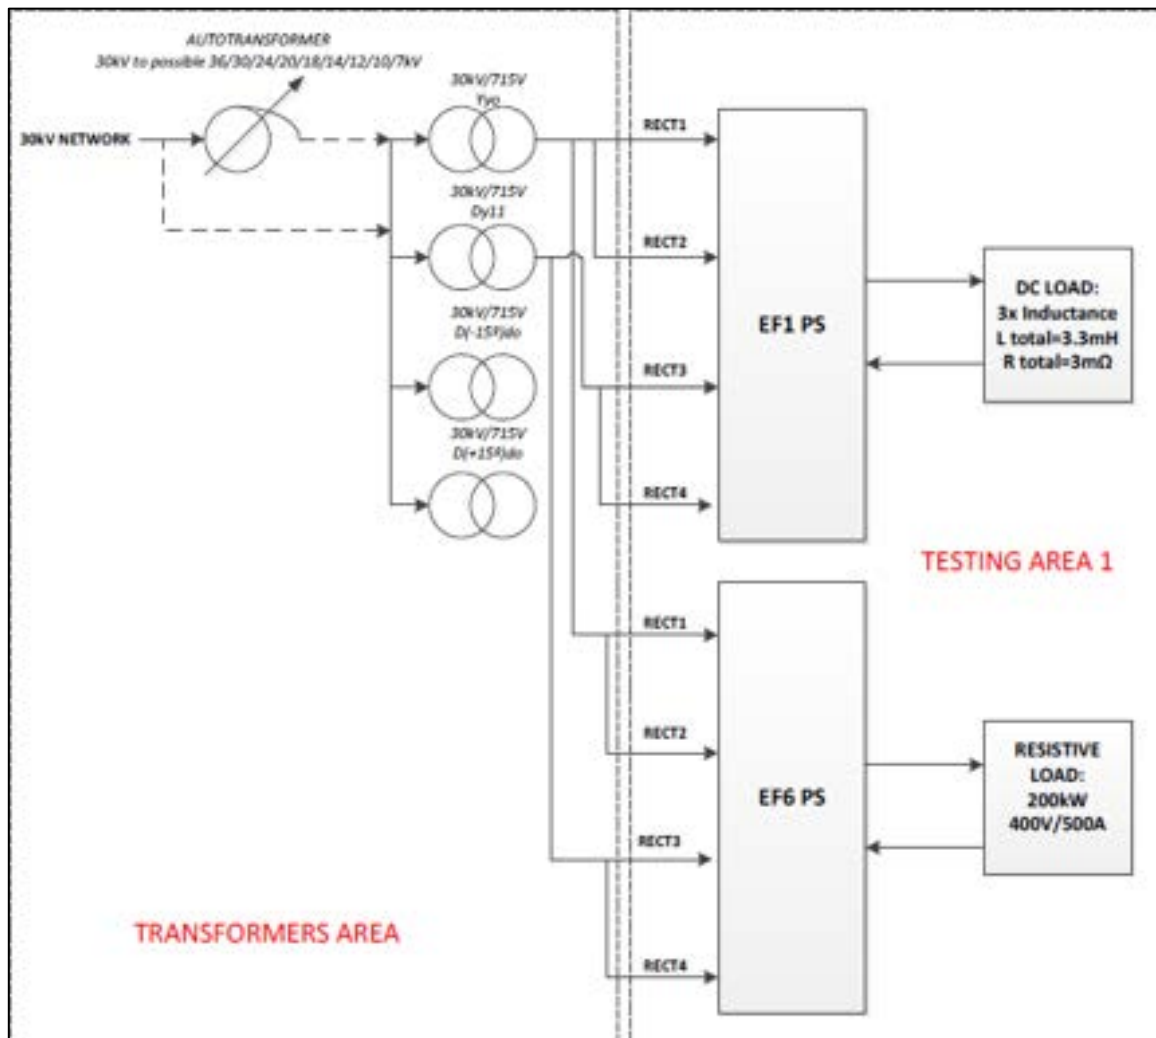 AUTOTRANSFORMER
30kV to possible 36/30/24/20/18/14/12/10/7kV
30kV NETWORK
30kV/715V
Yyo
30kV/715V
Dy11
30kV/715V
D(-15º)do
30kV/715V
D(+15º)do
RECT1
RECT2
RECT3
RECT4
EF1 PS
DC LOAD:
3x Inductance
L total=3.3mH
R total=3mΩ
TESTING AREA 1
RECT1
RECT2
RECT3
RECT4
EF6 PS
RESISTIVE
LOAD:
200kW
400V/500A
TRANSFORMERS AREA